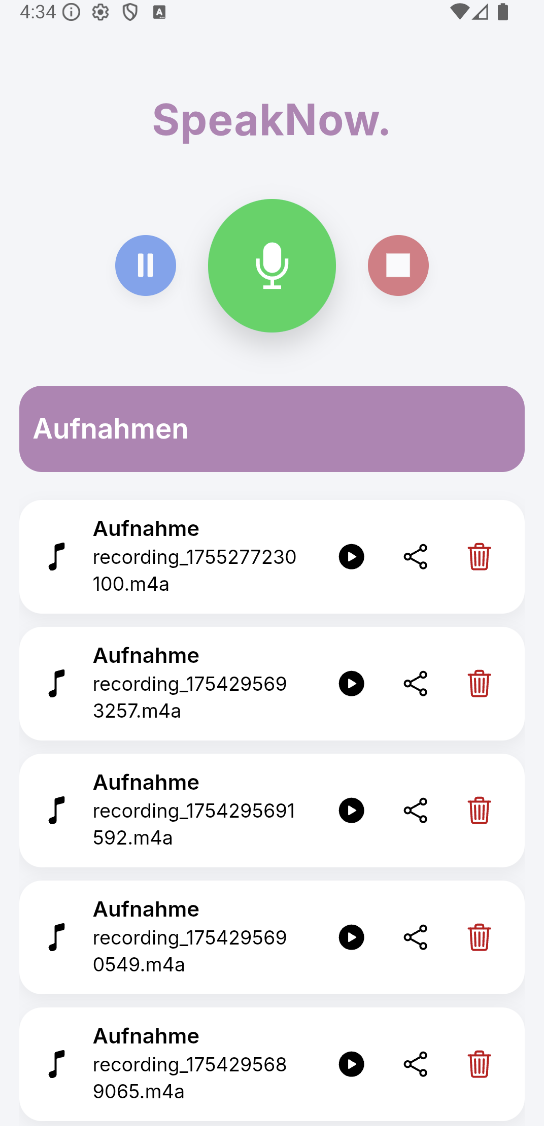 4:34
SpeakNow.
Aufnahmen
Aufnahme
recording_1755277230
100.m4a
Aufnahme
recording_175429569
3257.m4a
Aufnahme
recording_1754295691
592.m4a
Aufnahme
recording_175429569
0549.m4a
Aufnahme
recording_175429568
9065.m4a